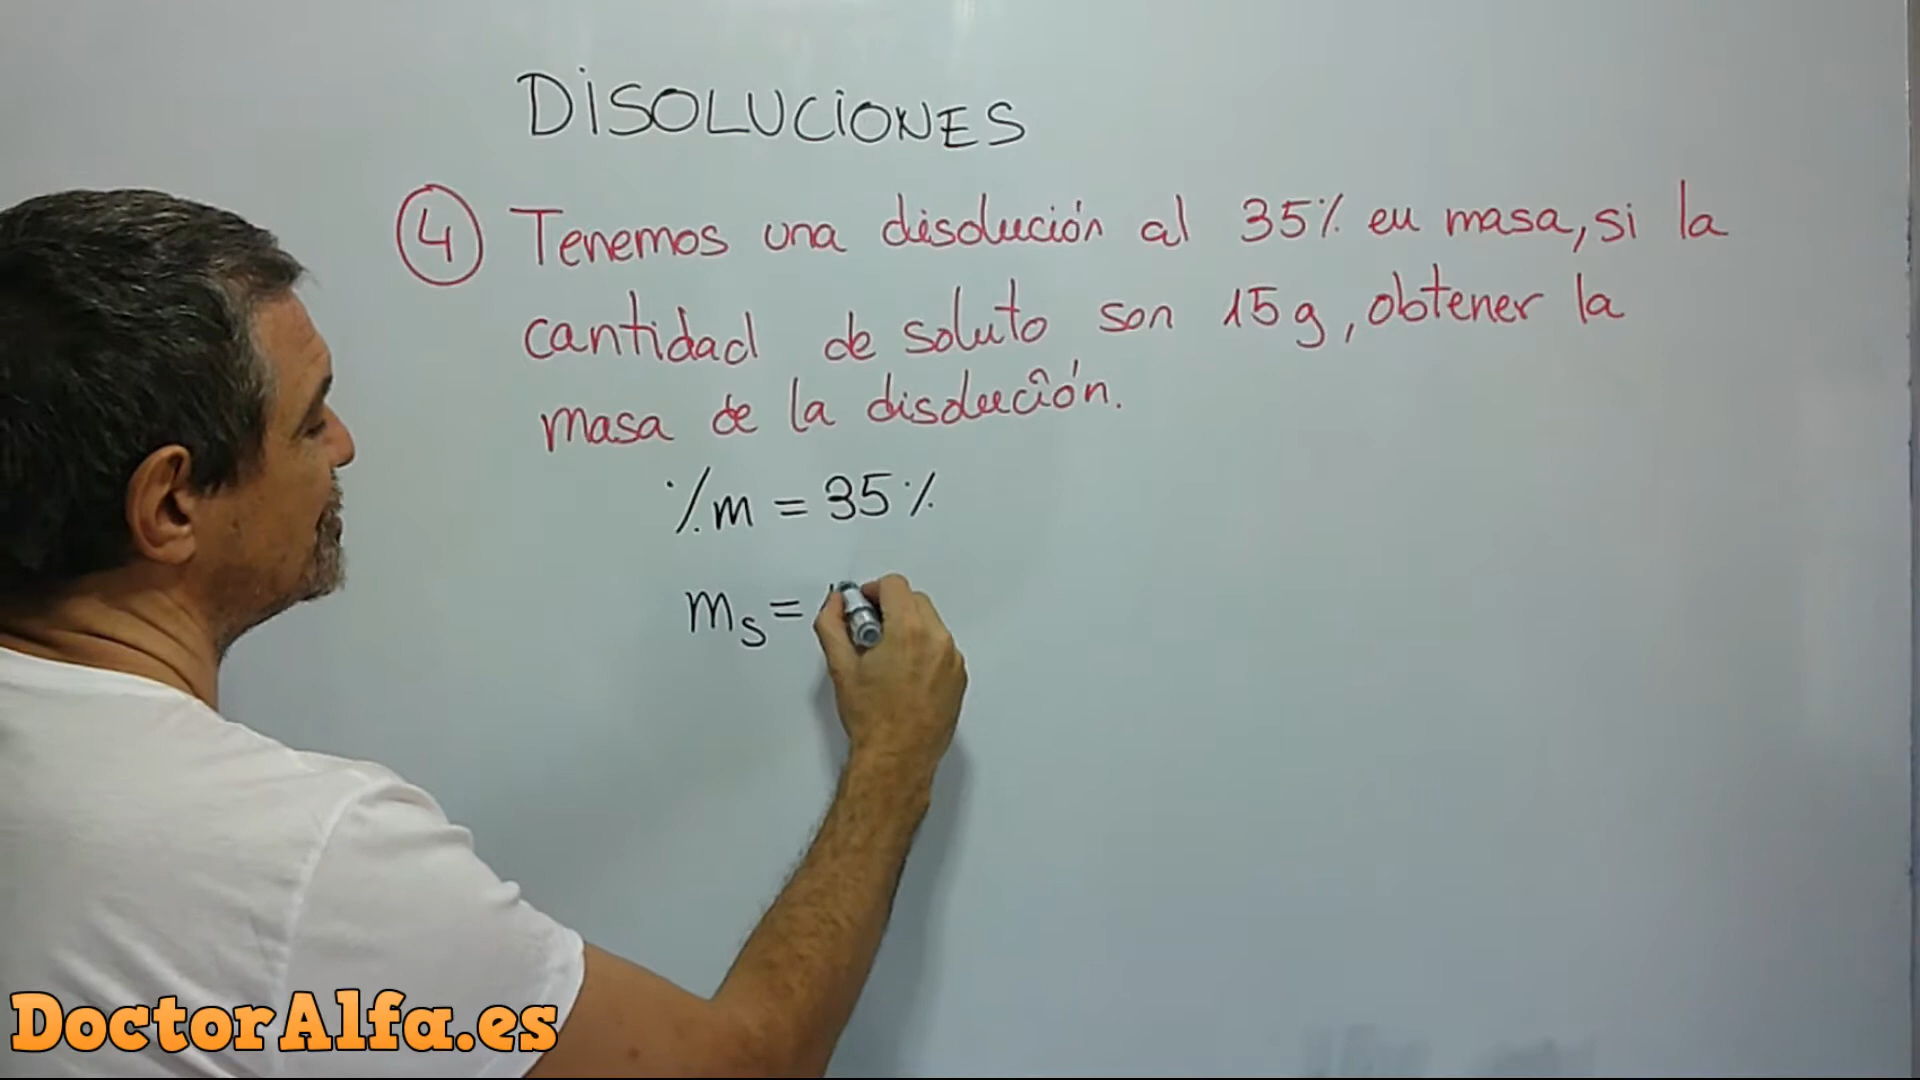 DISOLUCIONES
4 Tenemos una disolución al 35% en masa, si la
cantidad de soluto son 15g, obtener la
masa de la disolución.
%m = 35%
ms =
DoctorAlfa.es